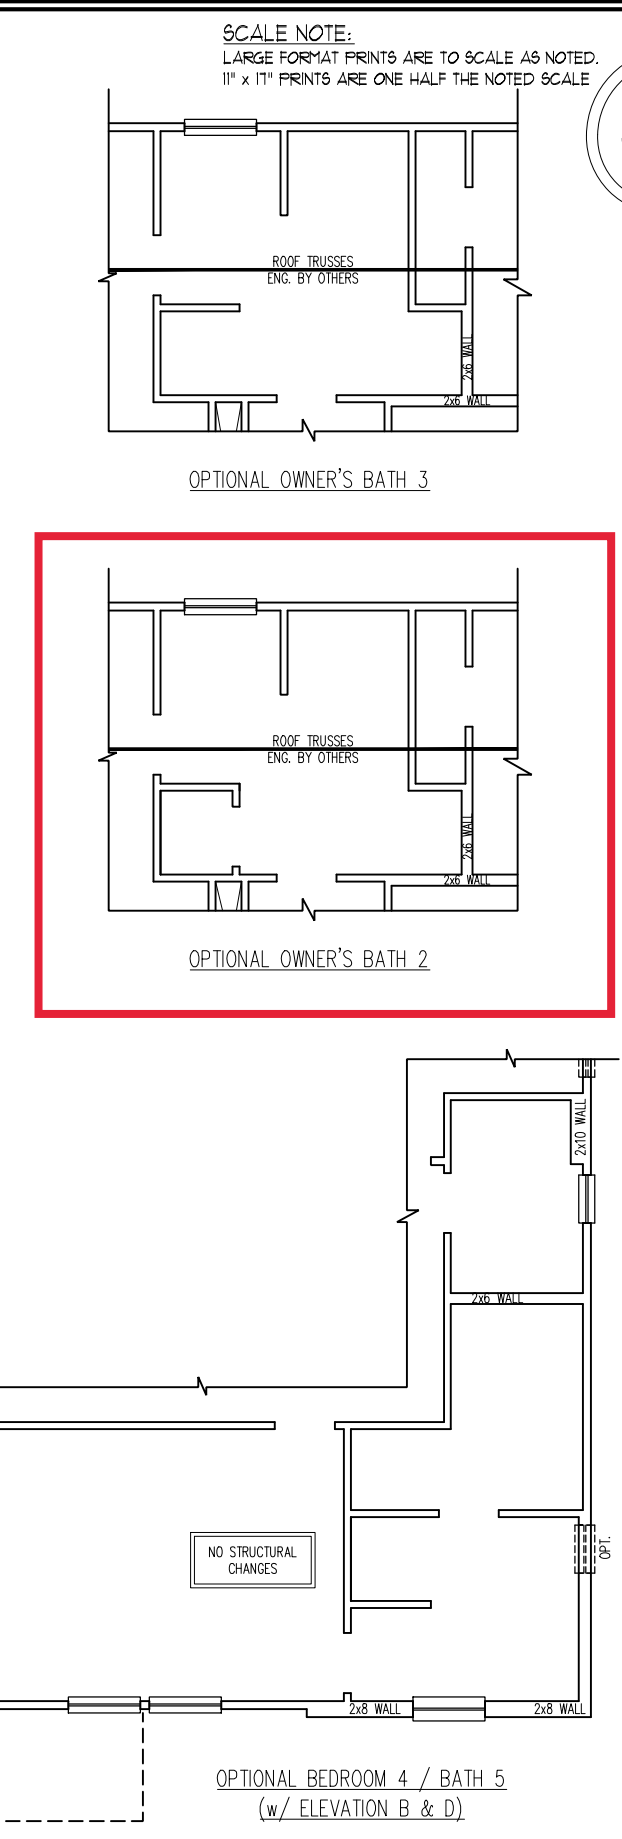 SCALE NOTE:
LARGE FORMAT PRINTS ARE TO SCALE AS NOTED.
11" x 17" PRINTS ARE ONE HALF THE NOTED SCALE
ROOF TRUSSES
ENG. BY OTHERS
2x6 WALL
2x6 WALL
OPTIONAL OWNER'S BATH 3
ROOF TRUSSES
ENG. BY OTHERS
2x6 WALL
2x6 WALL
OPTIONAL OWNER'S BATH 2
2x10 WALL
2x6 WALL
NO STRUCTURAL
CHANGES
OPT.
2x8 WALL
2x8 WALL
OPTIONAL BEDROOM 4 / BATH 5
(w/ ELEVATION B & D)